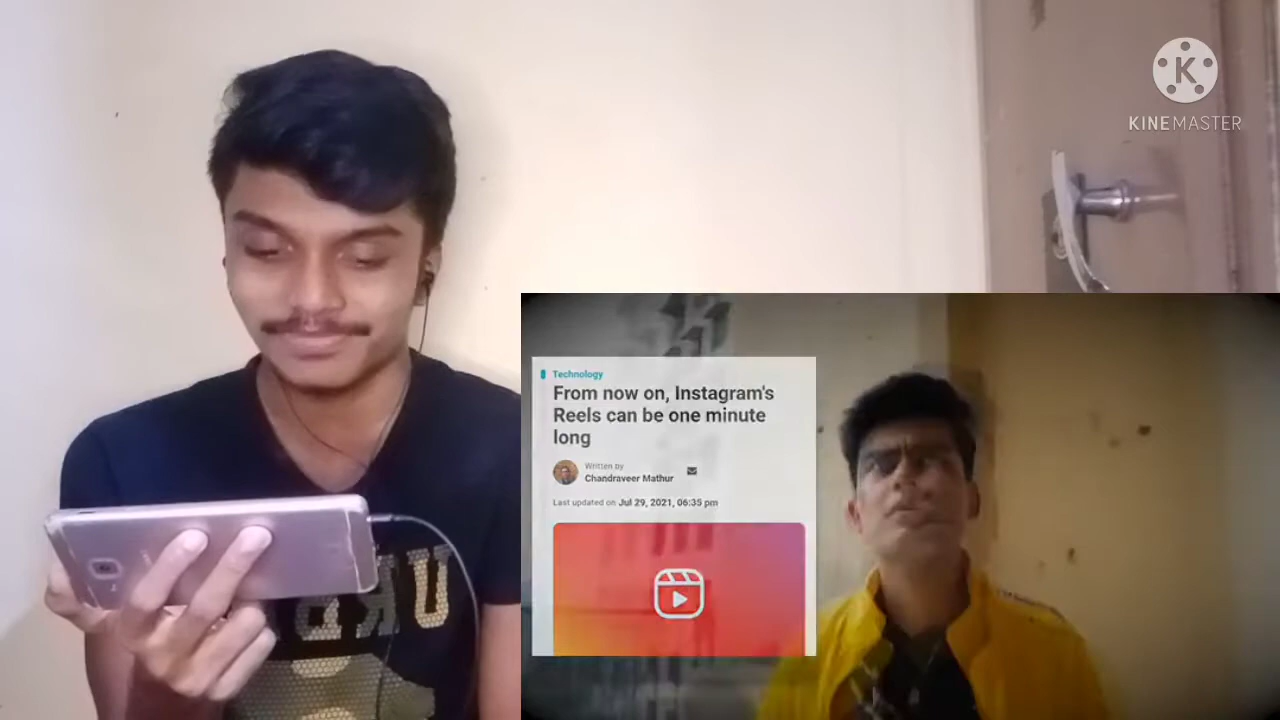 K
KINEMASTER
Technology
From now on, Instagram's
Reels can be one minute
long
Written by
Chandraveer Mathur
Last updated on Jul 29, 2021, 06:35 pm